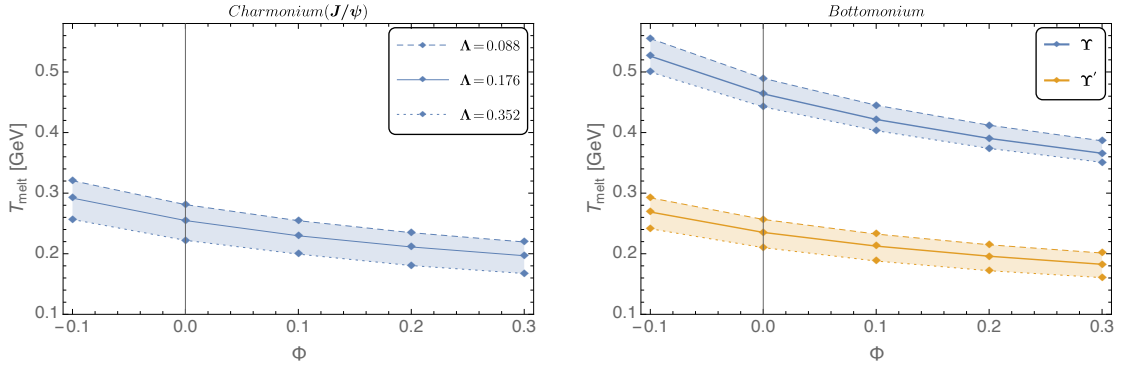 Charmonium(J/ψ)
Λ=0.088
Λ=0.176
Λ=0.352
T_melt [GeV]
0.5
0.4
0.3
0.2
0.1
−0.1 0.0 0.1 0.2 0.3
Φ
Bottomonium
ϒ
ϒ′
T_melt [GeV]
0.5
0.4
0.3
0.2
0.1
−0.1 0.0 0.1 0.2 0.3
Φ